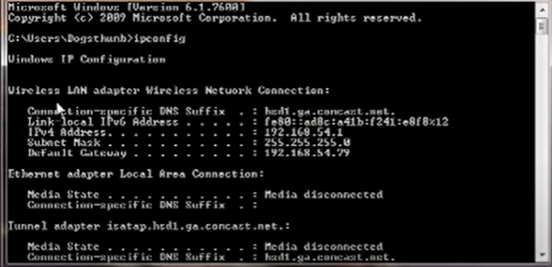 Microsoft Windows [Version 6.1.7600]
Copyright (c) 2009 Microsoft Corporation. All rights reserved.
C:\Users\Dogsthunb>ipconfig
Windows IP Configuration
Wireless LAN adapter Wireless Network Connection:
Connection-specific DNS Suffix . : hsd1.ga.comcast.net.
Link-local IPv6 Address . . . . . : fe80::ad8c:a41b:f241:e8f8%12
IPv4 Address. . . . . . . . . . . : 192.168.54.1
Subnet Mask . . . . . . . . . . . : 255.255.255.0
Default Gateway . . . . . . . . . : 192.168.54.79
Ethernet adapter Local Area Connection:
Media State . . . . . . . . . . . : Media disconnected
Connection-specific DNS Suffix . :
Tunnel adapter isatap.hsd1.ga.comcast.net.:
Media State . . . . . . . . . . . : Media disconnected
Connection-specific DNS Suffix . : hsd1.ga.comcast.net.